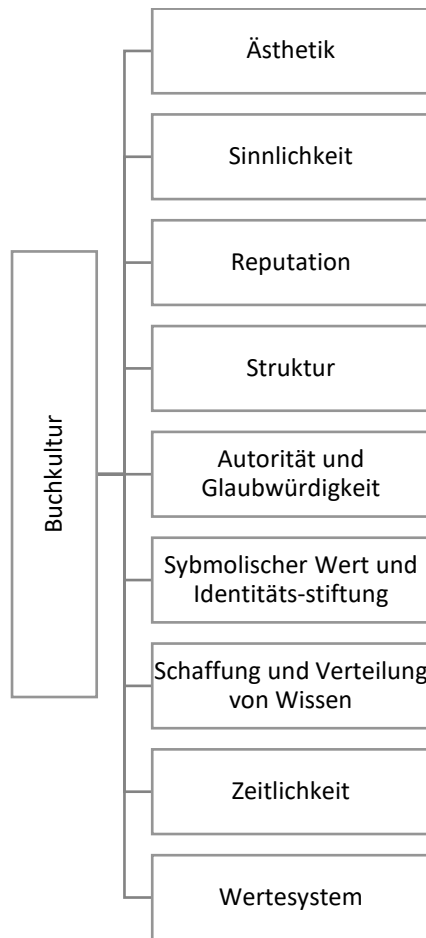 Buchkultur
Ästhetik
Sinnlichkeit
Reputation
Struktur
Autorität und
Glaubwürdigkeit
Sybmolischer Wert und
Identitäts-stiftung
Schaffung und Verteilung
von Wissen
Zeitlichkeit
Wertesystem